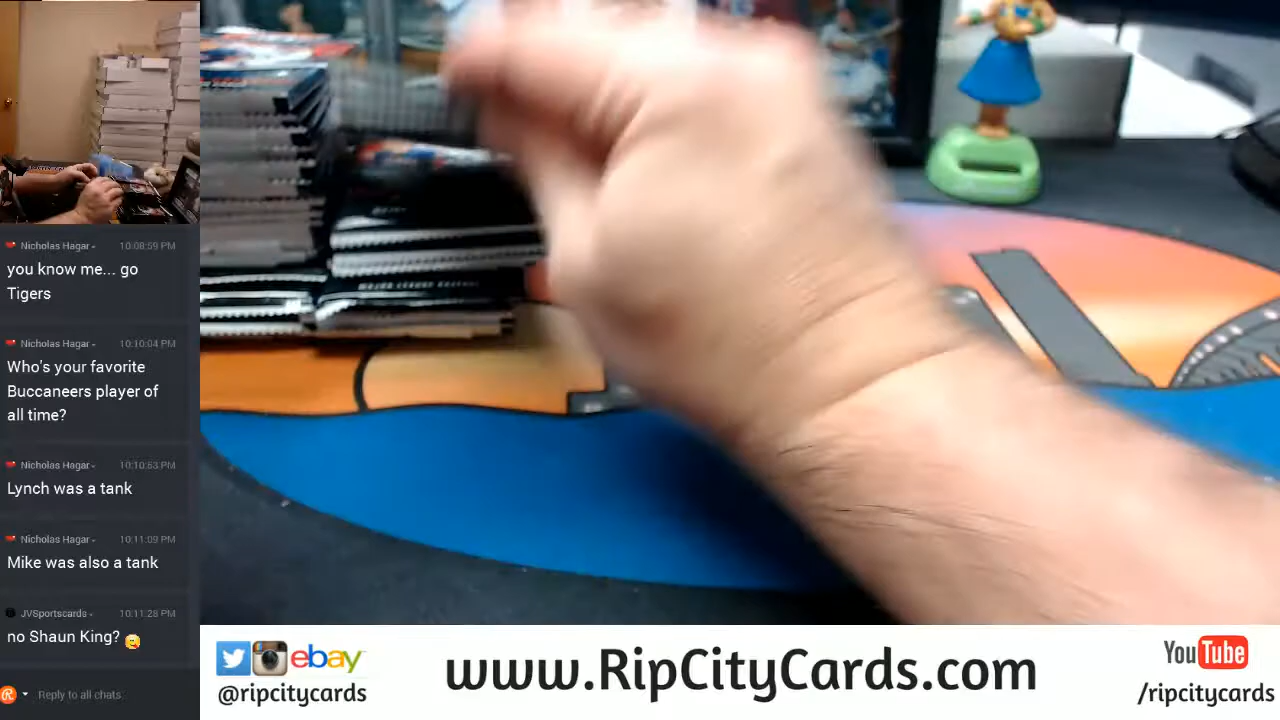 Nicholas Hagar
10:08:59 PM
you know me... go
Tigers
Nicholas Hagar
10:10:04 PM
Who's your favorite
Buccaneers player of
all time?
Nicholas Hagar
10:10:53 PM
Lynch was a tank
Nicholas Hagar
10:11:09 PM
Mike was also a tank
JVSportscards
10:11:28 PM
no Shaun King?
Reply to all chats
MAJOR LEAGUE
ebay
@ripcitycards
www.RipCityCards.com
YouTube
/ripcitycards